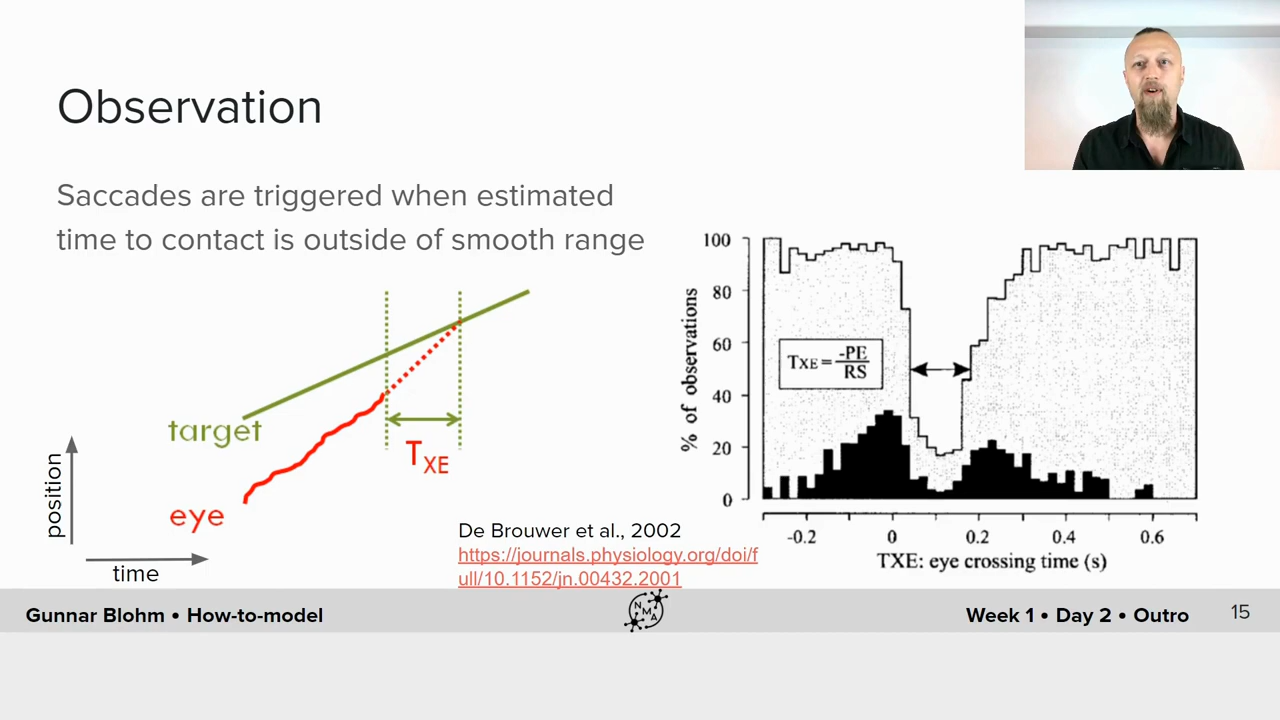 Observation
Saccades are triggered when estimated
time to contact is outside of smooth range
target
eye
TXE
position
time
De Brouwer et al., 2002
https://journals.physiology.org/doi/f
ull/10.1152/jn.00432.2001
% of observations
100
80
60
40
20
0
TXE = -PE
RS
-0.2 0 0.2 0.4 0.6
TXE: eye crossing time (s)
Gunnar Blohm • How-to-model
NMA
Week 1 • Day 2 • Outro 15